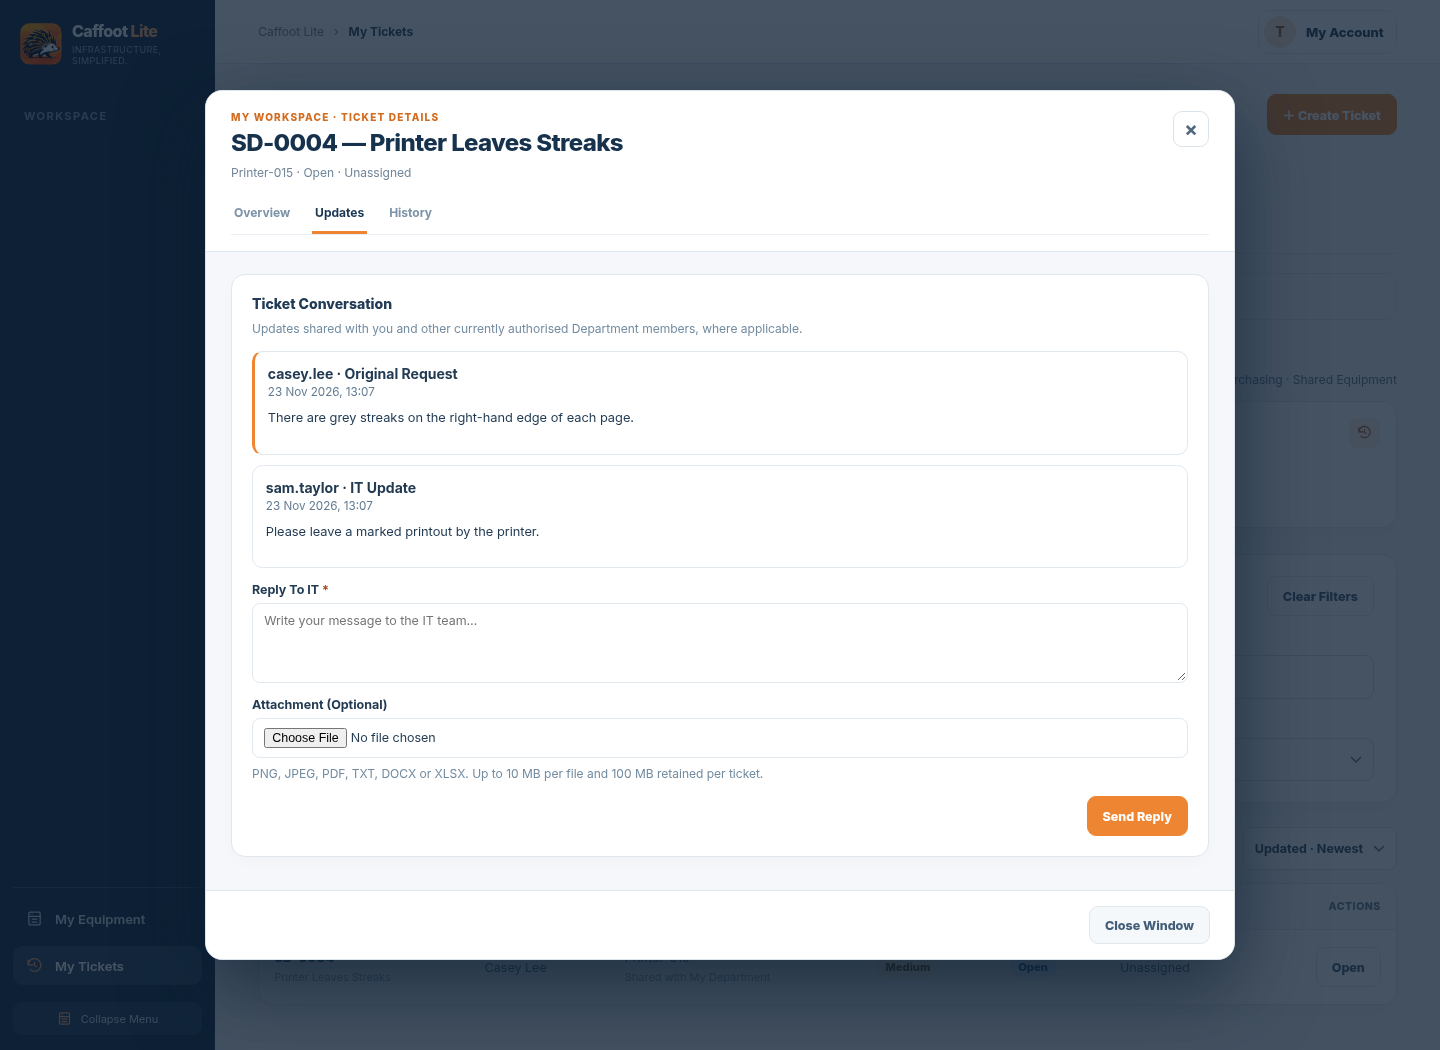 Caffoot Lite
INFRASTRUCTURE,
SIMPLIFIED.
WORKSPACE
My Equipment
My Tickets
Collapse Menu
Caffoot Lite › My Tickets
T My Account
+ Create Ticket
MY WORKSPACE · TICKET DETAILS
SD-0004 — Printer Leaves Streaks
Printer-015 · Open · Unassigned
×
Overview Updates History
Ticket Conversation
Updates shared with you and other currently authorised Department members, where applicable.
casey.lee · Original Request
23 Nov 2026, 13:07
There are grey streaks on the right-hand edge of each page.
sam.taylor · IT Update
23 Nov 2026, 13:07
Please leave a marked printout by the printer.
Reply To IT *
Write your message to the IT team...
Attachment (Optional)
Choose File No file chosen
PNG, JPEG, PDF, TXT, DOCX or XLSX. Up to 10 MB per file and 100 MB retained per ticket.
Send Reply
Close Window
· Shared Equipment
Clear Filters
Updated · Newest
ACTIONS
Casey Lee Medium Open Unassigned Open
Printer Leaves Streaks Shared with My Department